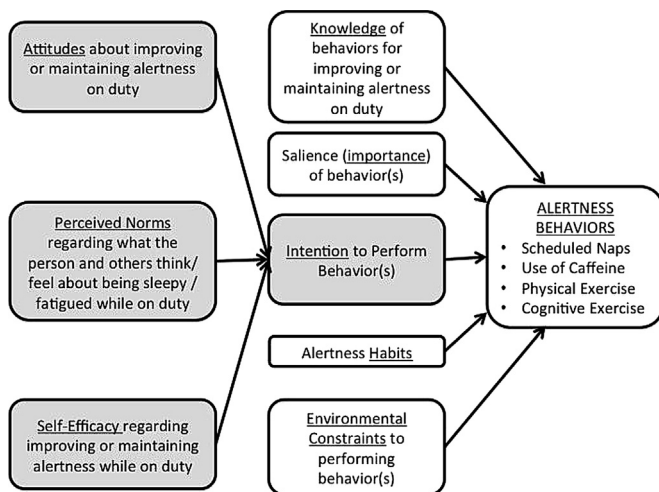 Attitudes about improving
or maintaining alertness
on duty
Perceived Norms
regarding what the
person and others think/
feel about being sleepy /
fatigued while on duty
Self-Efficacy regarding
improving or maintaining
alertness while on duty
Knowledge of
behaviors for
improving or
maintaining alertness
on duty
Salience (importance)
of behavior(s)
Intention to Perform
Behavior(s)
Alertness Habits
Environmental
Constraints to
performing
behavior(s)
ALERTNESS
BEHAVIORS
• Scheduled Naps
• Use of Caffeine
• Physical Exercise
• Cognitive Exercise